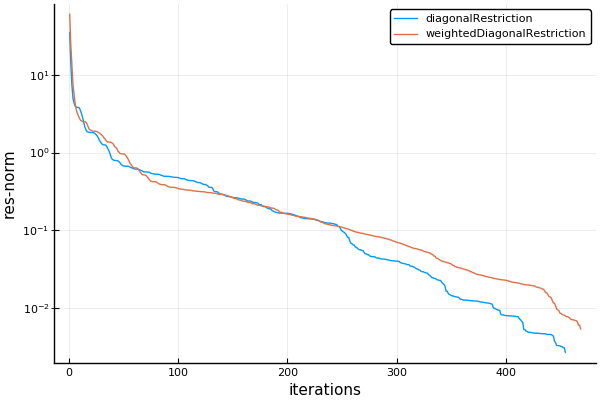 diagonalRestriction
weightedDiagonalRestriction
res-norm
10¹
10⁰
10⁻¹
10⁻²
0 100 200 300 400
iterations